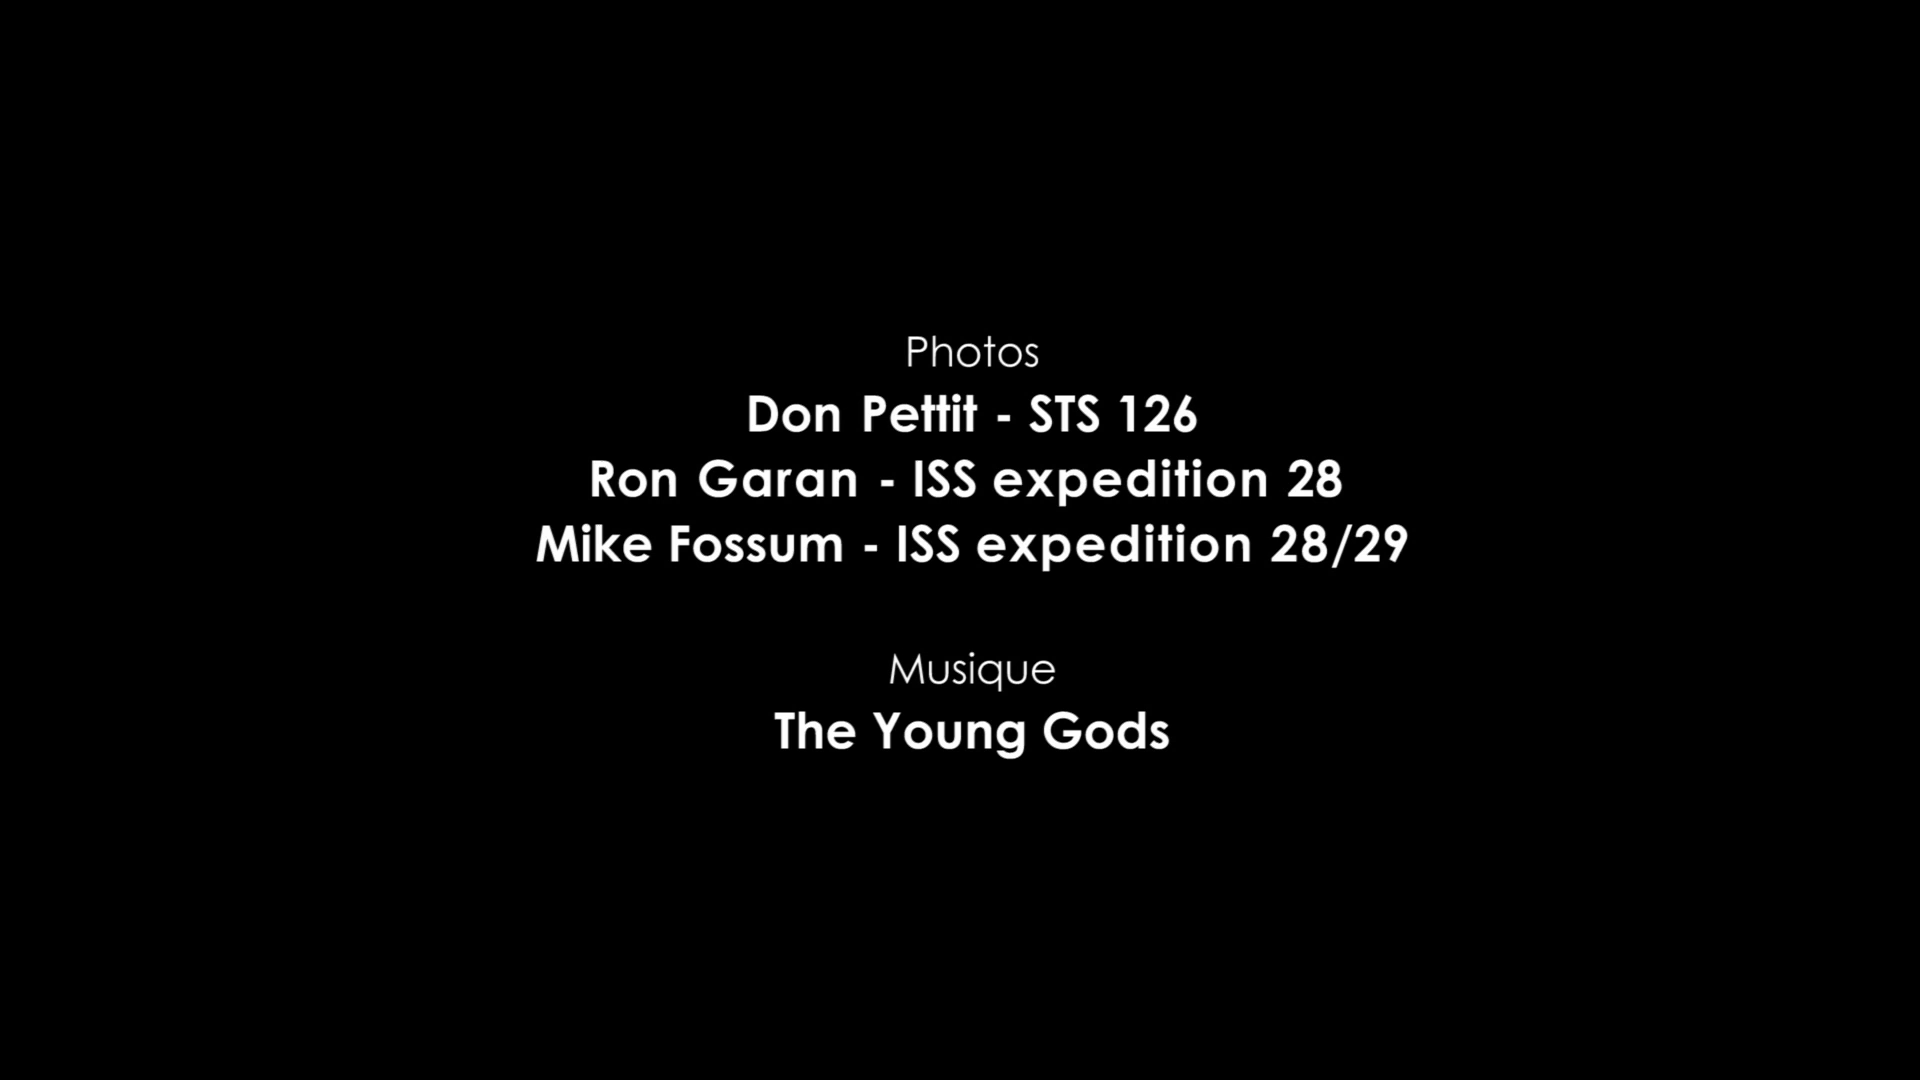 Photos
Don Pettit - STS 126
Ron Garan - ISS expedition 28
Mike Fossum - ISS expedition 28/29
Musique
The Young Gods